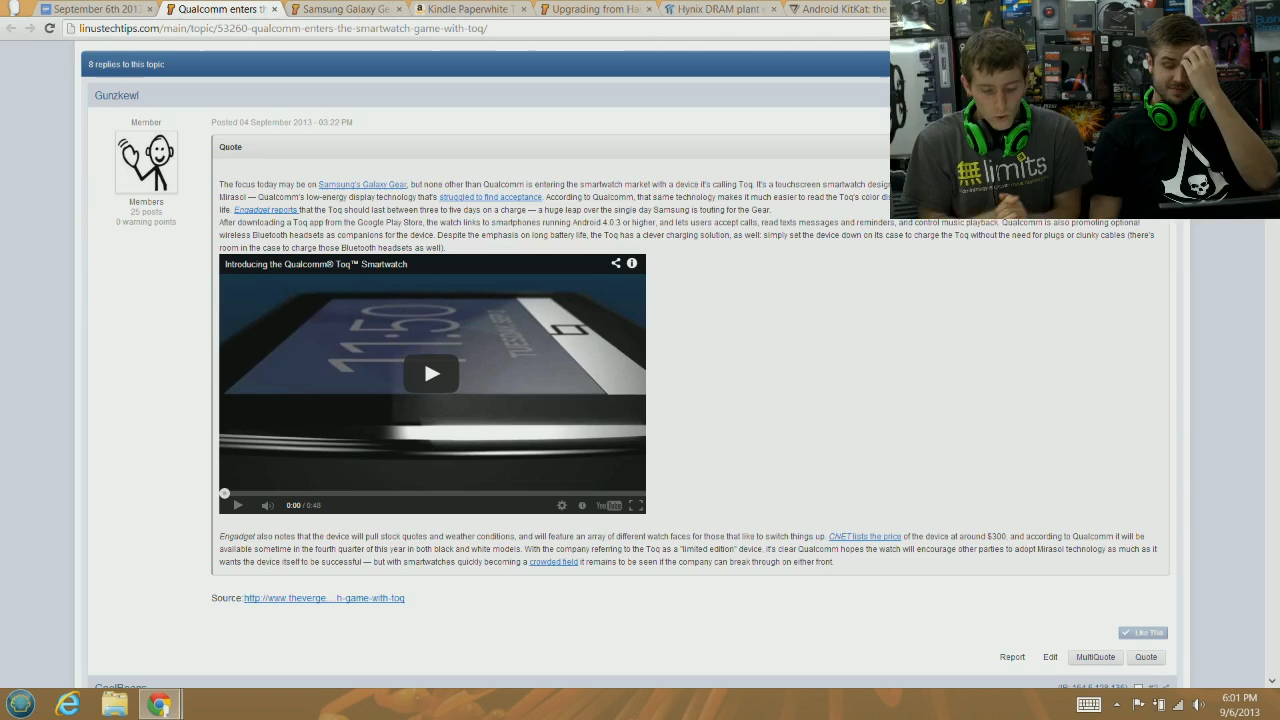 September 6th 2013
Qualcomm enters th
Samsung Galaxy Ge
Kindle Paperwhite T
Upgrading from Has
Hynix DRAM plant e
Android KitKat: the
linustechtips.com/main/topic/53260-qualcomm-enters-the-smartwatch-game-with-toq/
8 replies to this topic
Gunzkewl
Member
Posted 04 September 2013 - 03:22 PM
Members
25 posts
0 warning points
Quote
The focus today may be on Samsung's Galaxy Gear, but none other than Qualcomm is entering the smartwatch market with a device it's calling Toq. It's a touchscreen smartwatch desig
Mirasol — Qualcomm's low-energy display technology that's struggled to find acceptance. According to Qualcomm, that same technology makes it much easier to read the Toq's color dis
life. Engadget reports that the Toq should last between three to five days on a charge — a huge leap over the single day Samsung is touting for the Gear.
After downloading a Toq app from the Google Play Store, the watch links to smartphones running Android 4.0.3 or higher, and lets users accept calls, read texts messages and reminders, and control music playback. Qualcomm is also promoting optional
wireless Bluetooth headsets as companions for the device. Despite the emphasis on long battery life, the Toq has a clever charging solution, as well: simply set the device down on its case to charge the Toq without the need for plugs or clunky cables (there's
room in the case to charge those Bluetooth headsets as well).
Introducing the Qualcomm® Toq™ Smartwatch
11:50
0:00 / 0:48
YouTube
Engadget also notes that the device will pull stock quotes and weather conditions, and will feature an array of different watch faces for those that like to switch things up. CNET lists the price of the device at around $300, and according to Qualcomm it will be
available sometime in the fourth quarter of this year in both black and white models. With the company referring to the Toq as a "limited edition" device, it's clear Qualcomm hopes the watch will encourage other parties to adopt Mirasol technology as much as it
wants the device itself to be successful — but with smartwatches quickly becoming a crowded field it remains to be seen if the company can break through on either front.
Source:http://www.theverge....h-game-with-toq
Like This
Report
Edit
MultiQuote
Quote
無limits
6:01 PM
9/6/2013